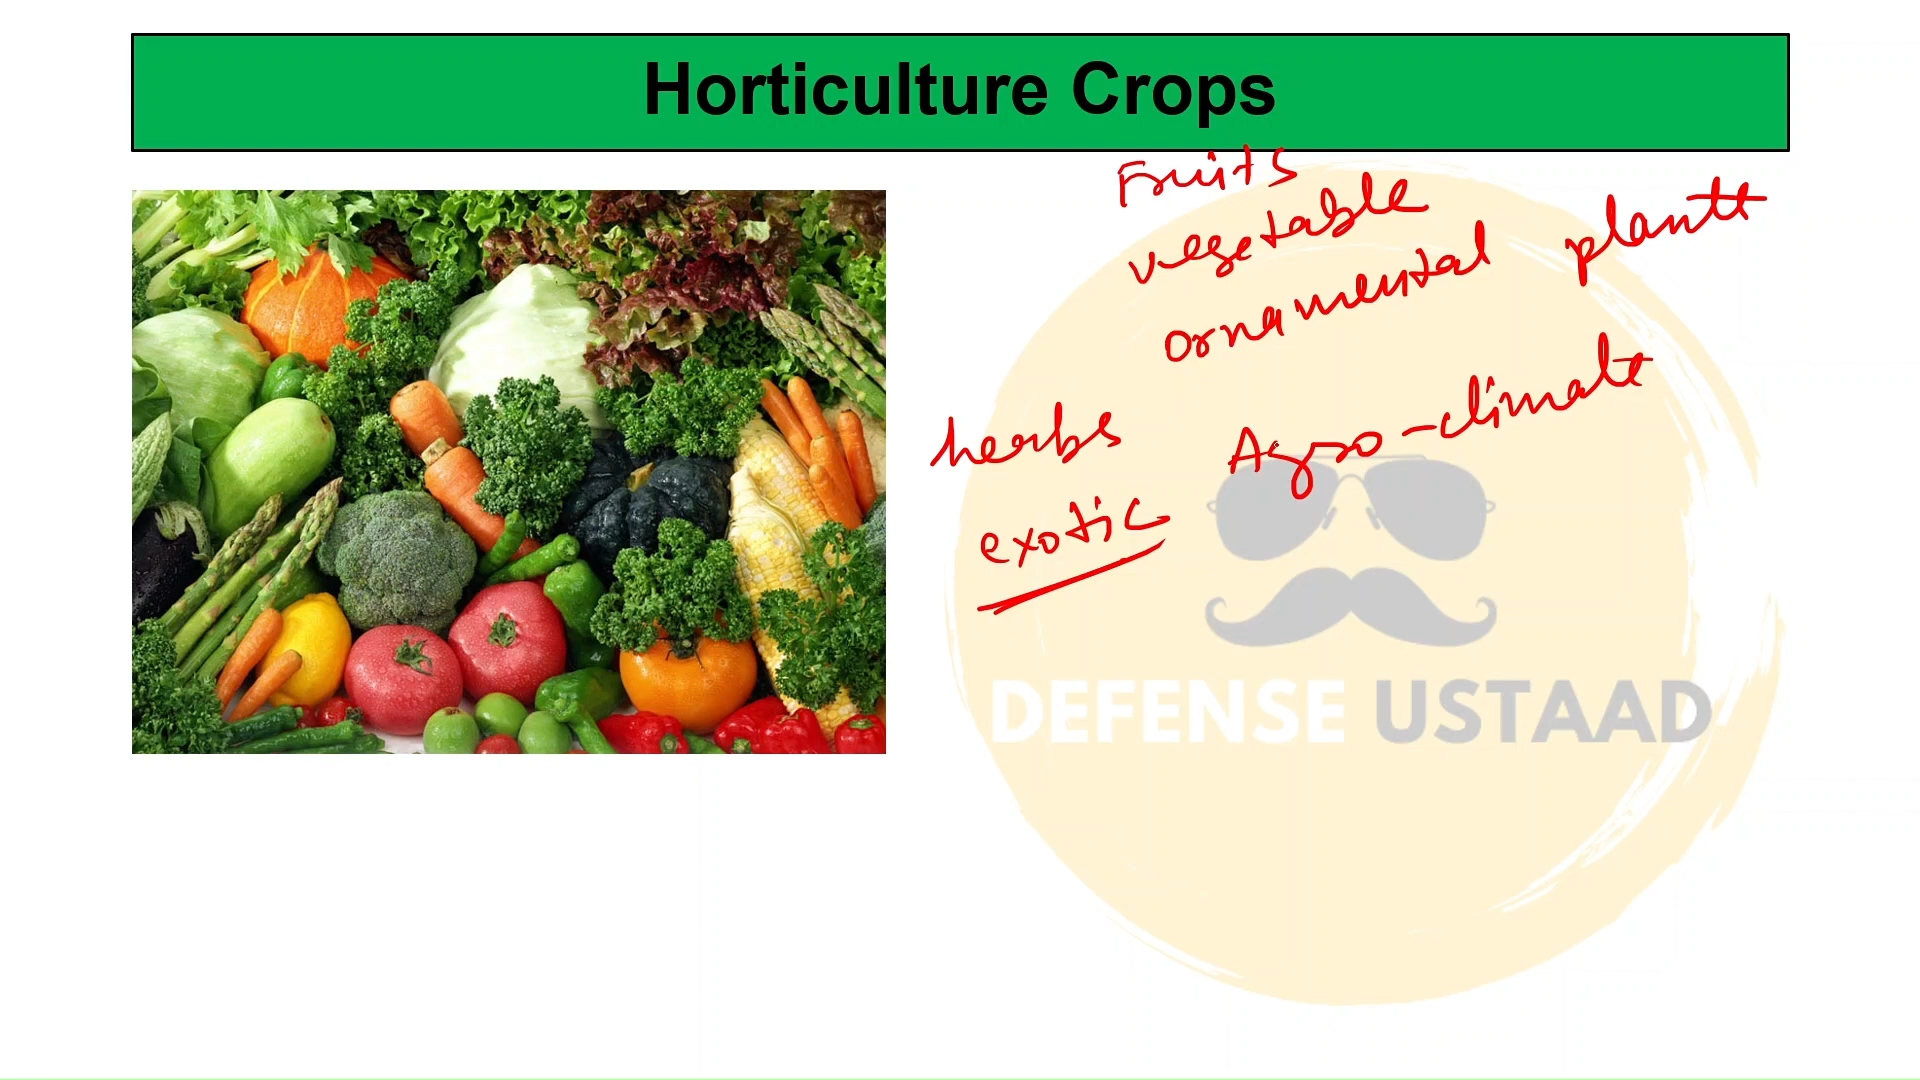 Horticulture Crops
Fruits
vegetable
ornamental plants
herbs Agro-climate
exotic
DEFENSE USTAAD